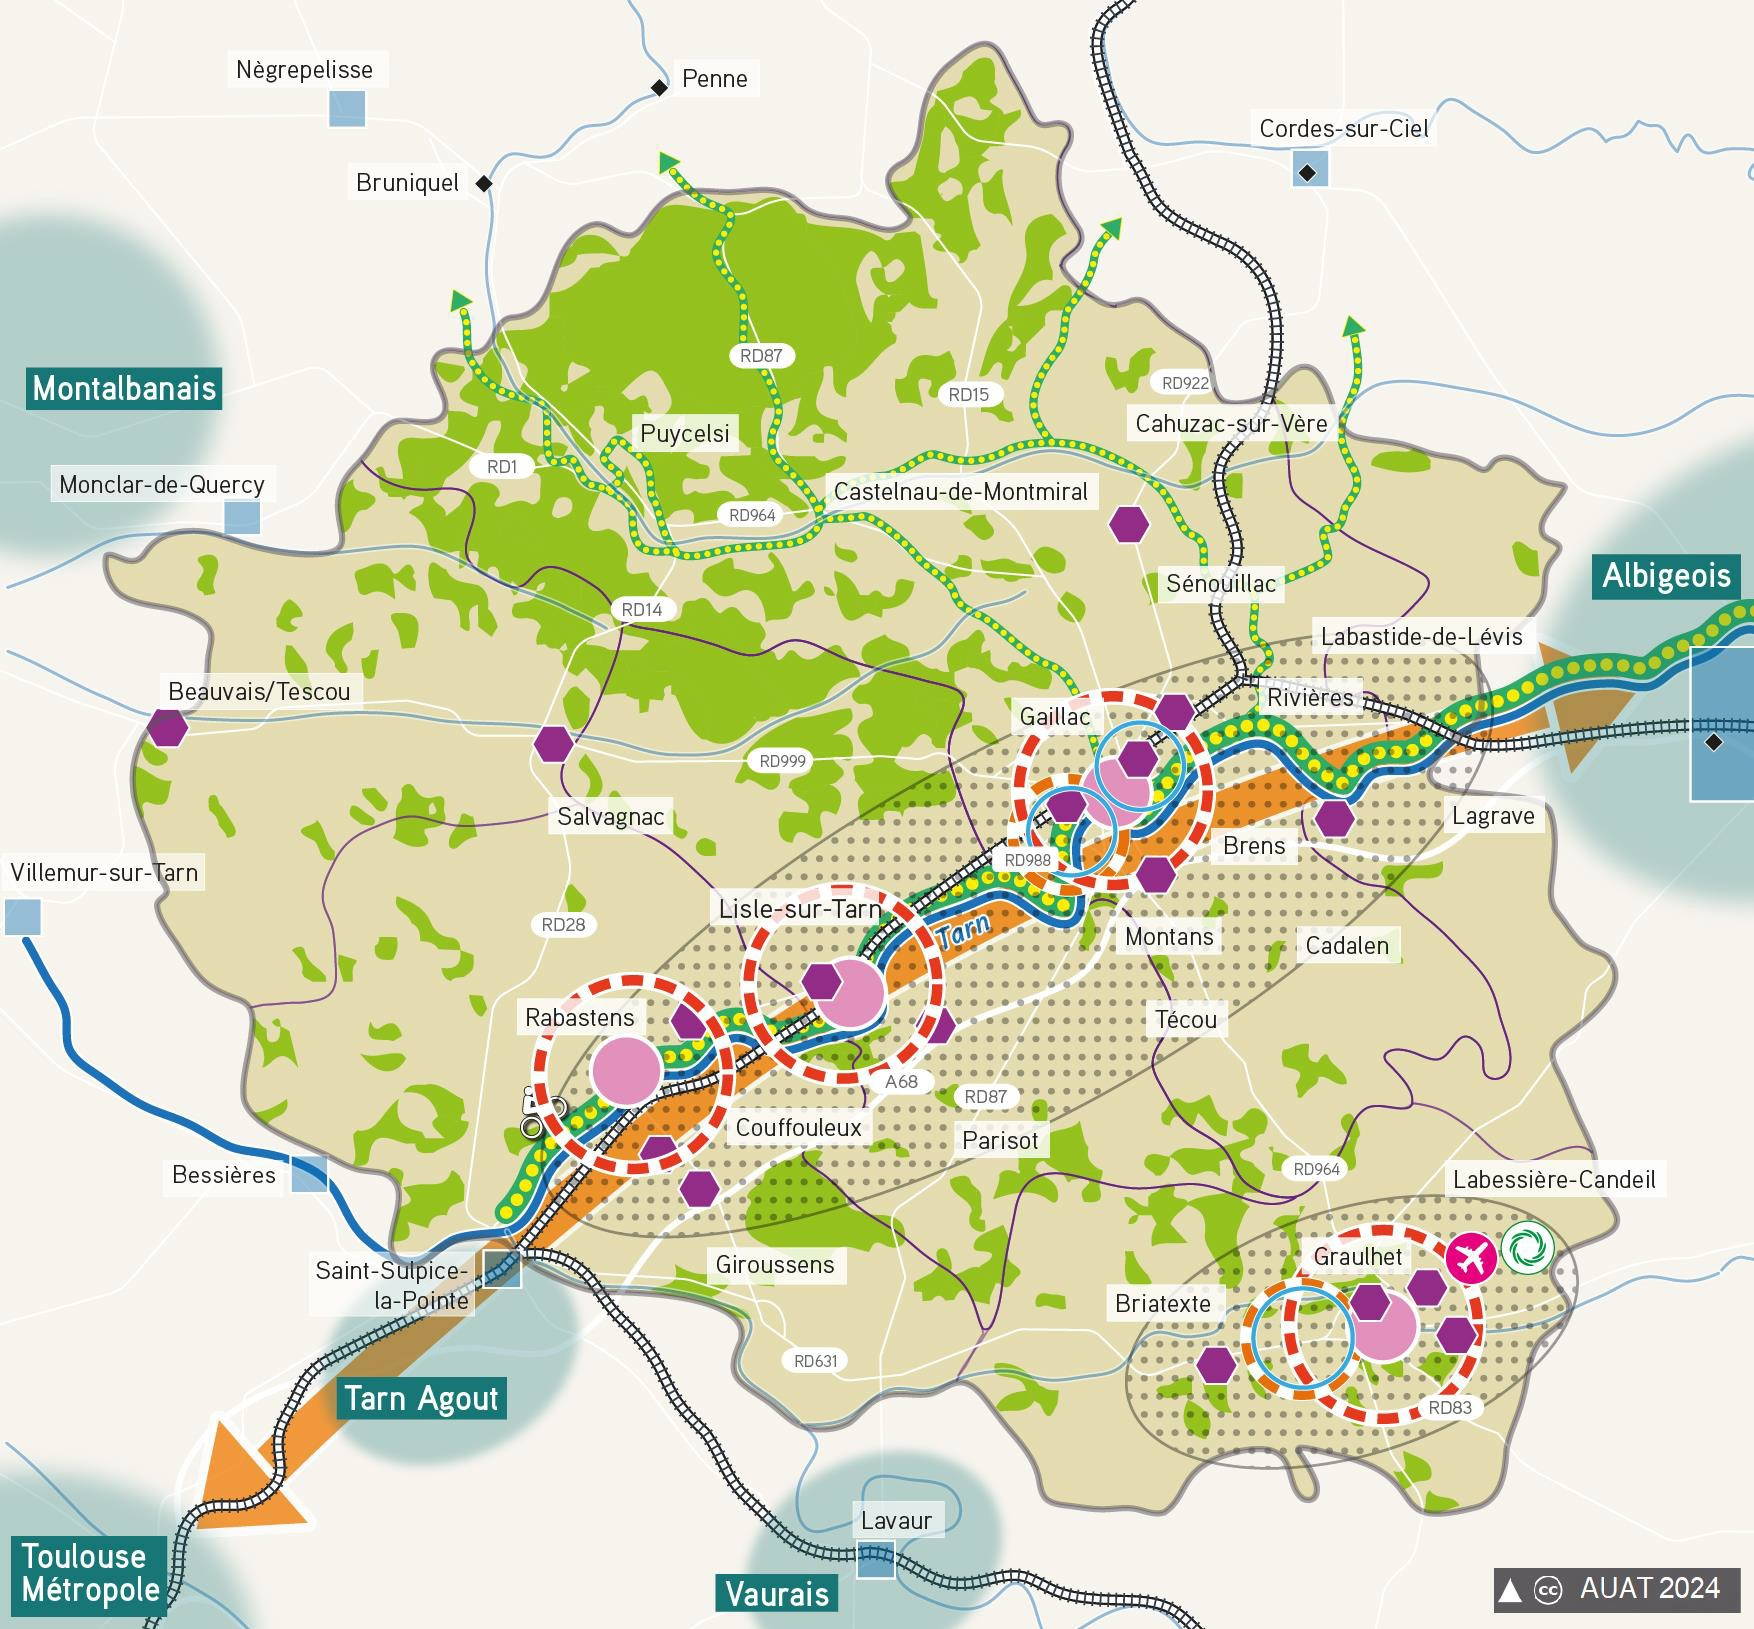 Nègrepelisse
Penne
Cordes-sur-Ciel
Bruniquel
RD87
Montalbanais
RD922
RD15
Puycelsi
Cahuzac-sur-Vère
RD1
Monclar-de-Quercy
Castelnau-de-Montmiral
RD964
Albigeois
Sénouillac
RD14
Labastide-de-Lévis
Beauvais/Tescou
Rivières
Gaillac
RD999
Salvagnac
Lagrave
Brens
RD988
Villemur-sur-Tarn
Lisle-sur-Tarn
RD28
Tarn
Montans
Cadalen
Rabastens
Técou
A68
RD87
Couffouleux
Parisot
Bessières
RD964
Labessière-Candeil
Giroussens
Graulhet
Saint-Sulpice-
la-Pointe
Briatexte
RD631
Tarn Agout
RD83
Lavaur
Toulouse
Métropole
Vaurais
cc AUAT 2024